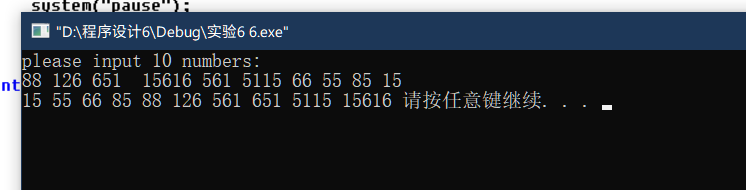 system("pause");
"D:\程序设计6\Debug\实验6 6.exe"
please input 10 numbers:
nt
88 126 651  15616 561 5115 66 55 85 15
15 55 66 85 88 126 561 651 5115 15616 请按任意键继续. . .